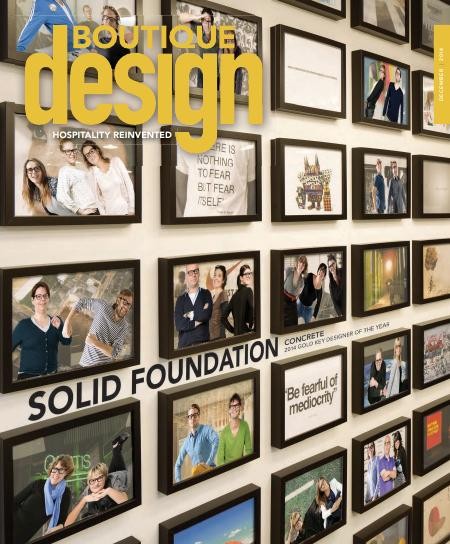 BOUTIQUE
design
HOSPITALITY REINVENTED
DECEMBER 2014
THERE IS
NOTHING
TO FEAR
BUT FEAR
ITSELF
SOLID FOUNDATION
CONCRETE
2014 GOLD KEY DESIGNER OF THE YEAR
"Be fearful of
mediocrity"